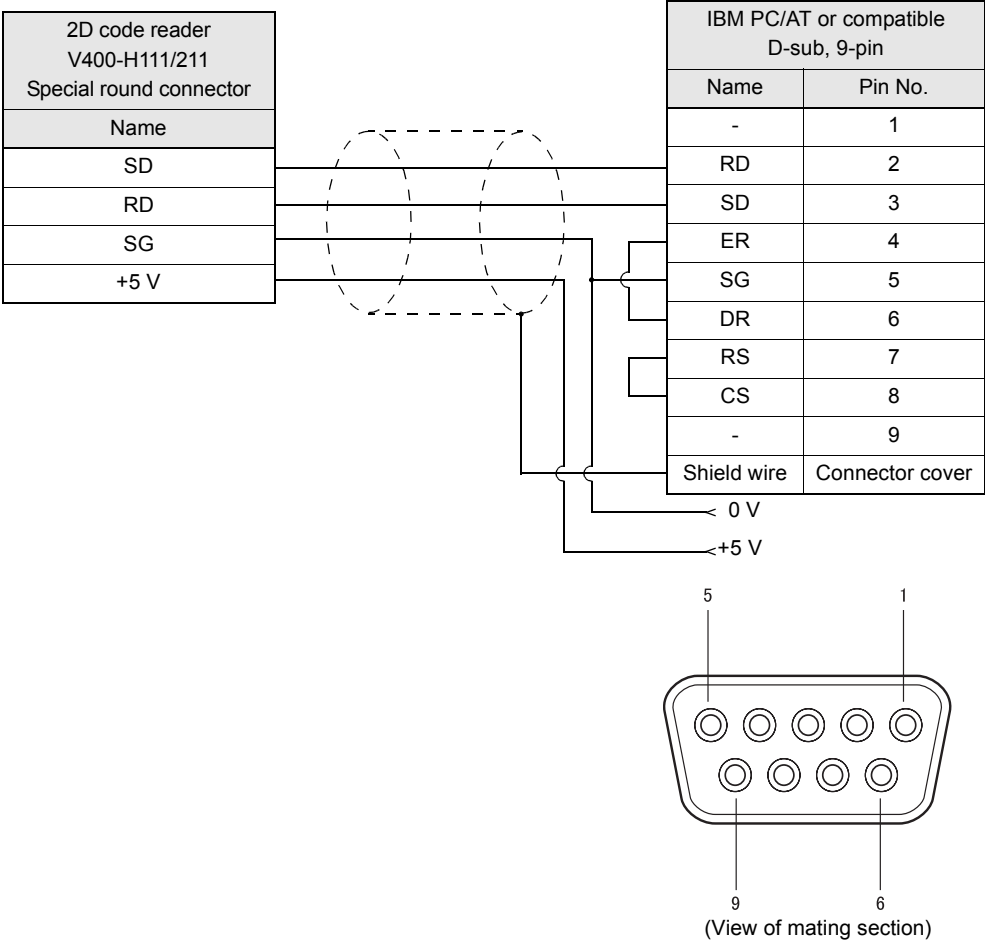 2D code reader
V400-H111/211
Special round connector
Name
SD
RD
SG
+5 V
IBM PC/AT or compatible
D-sub, 9-pin
Name Pin No.
- 1
RD 2
SD 3
ER 4
SG 5
DR 6
RS 7
CS 8
- 9
Shield wire Connector cover
0 V
+5 V
5 1
9 6
(View of mating section)